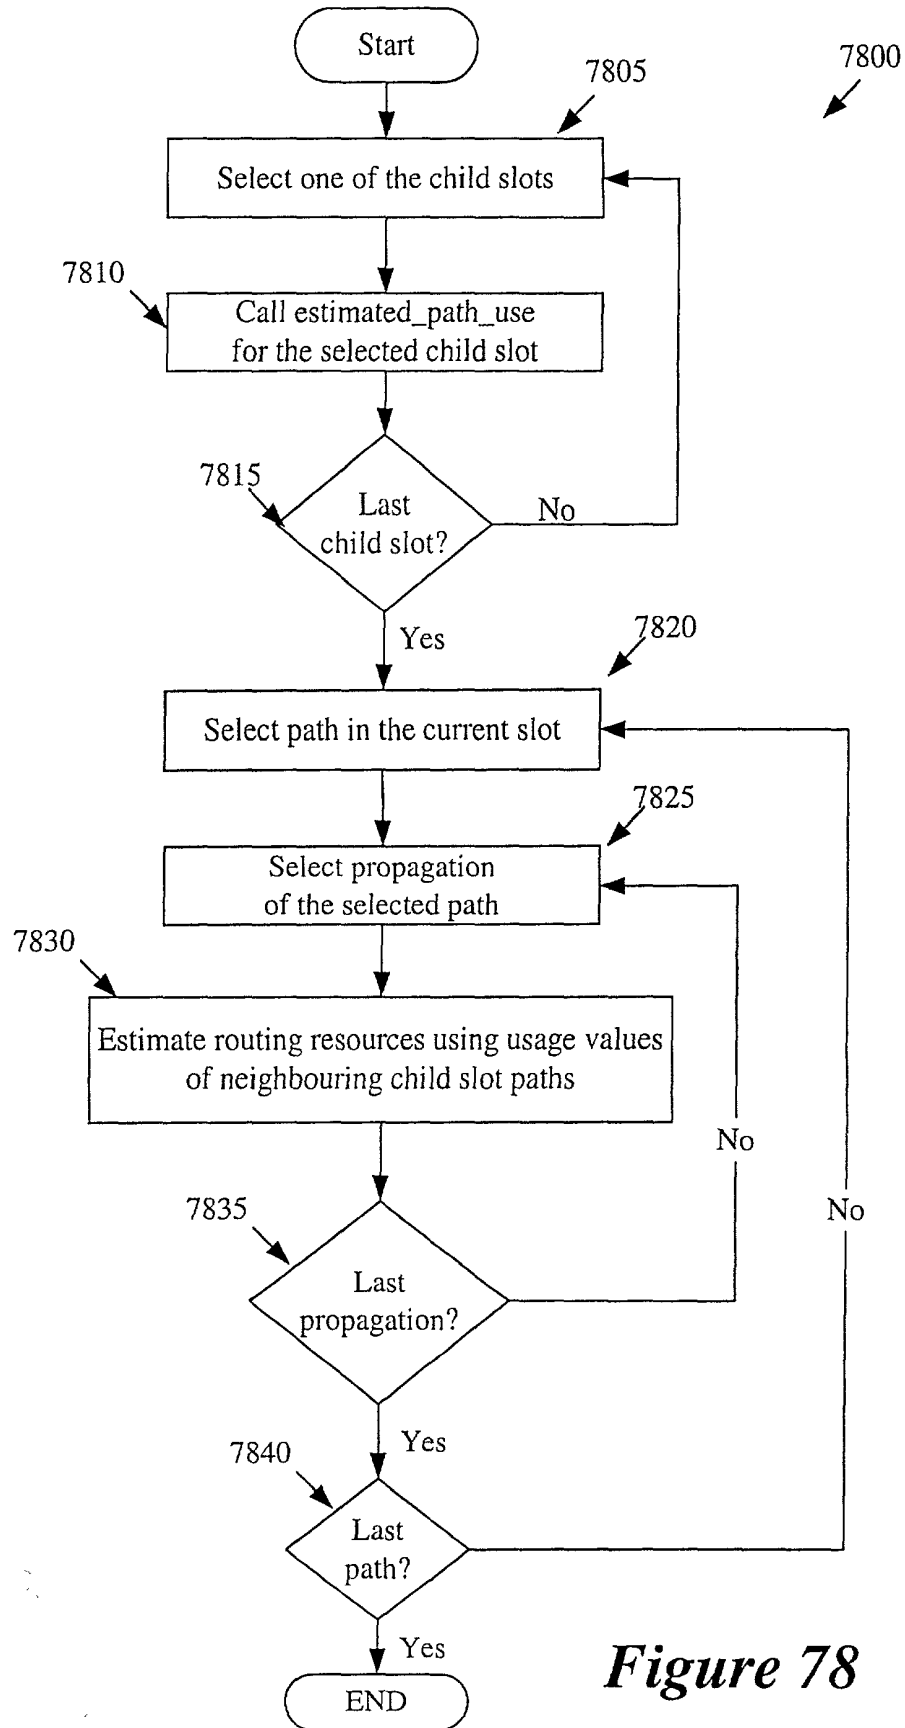 Start
7800
7805
Select one of the child slots
7810
Call estimated_path_use
for the selected child slot
7815
Last
child slot?
No
Yes
7820
Select path in the current slot
7825
Select propagation
of the selected path
7830
Estimate routing resources using usage values
of neighbouring child slot paths
No
No
7835
Last
propagation?
Yes
7840
Last
path?
Yes
END
Figure 78